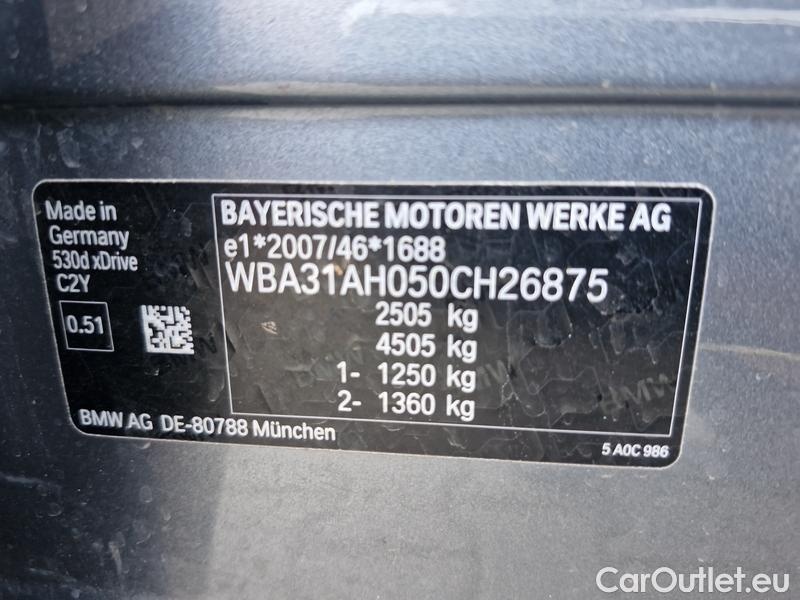 Made in
Germany
530d xDrive
C2Y
0.51
BAYERISCHE MOTOREN WERKE AG
e1*2007/46*1688
WBA31AH050CH26875
2505 kg
4505 kg
1- 1250 kg
2- 1360 kg
BMW AG DE-80788 München
5 A0C 986
CarOutlet.eu